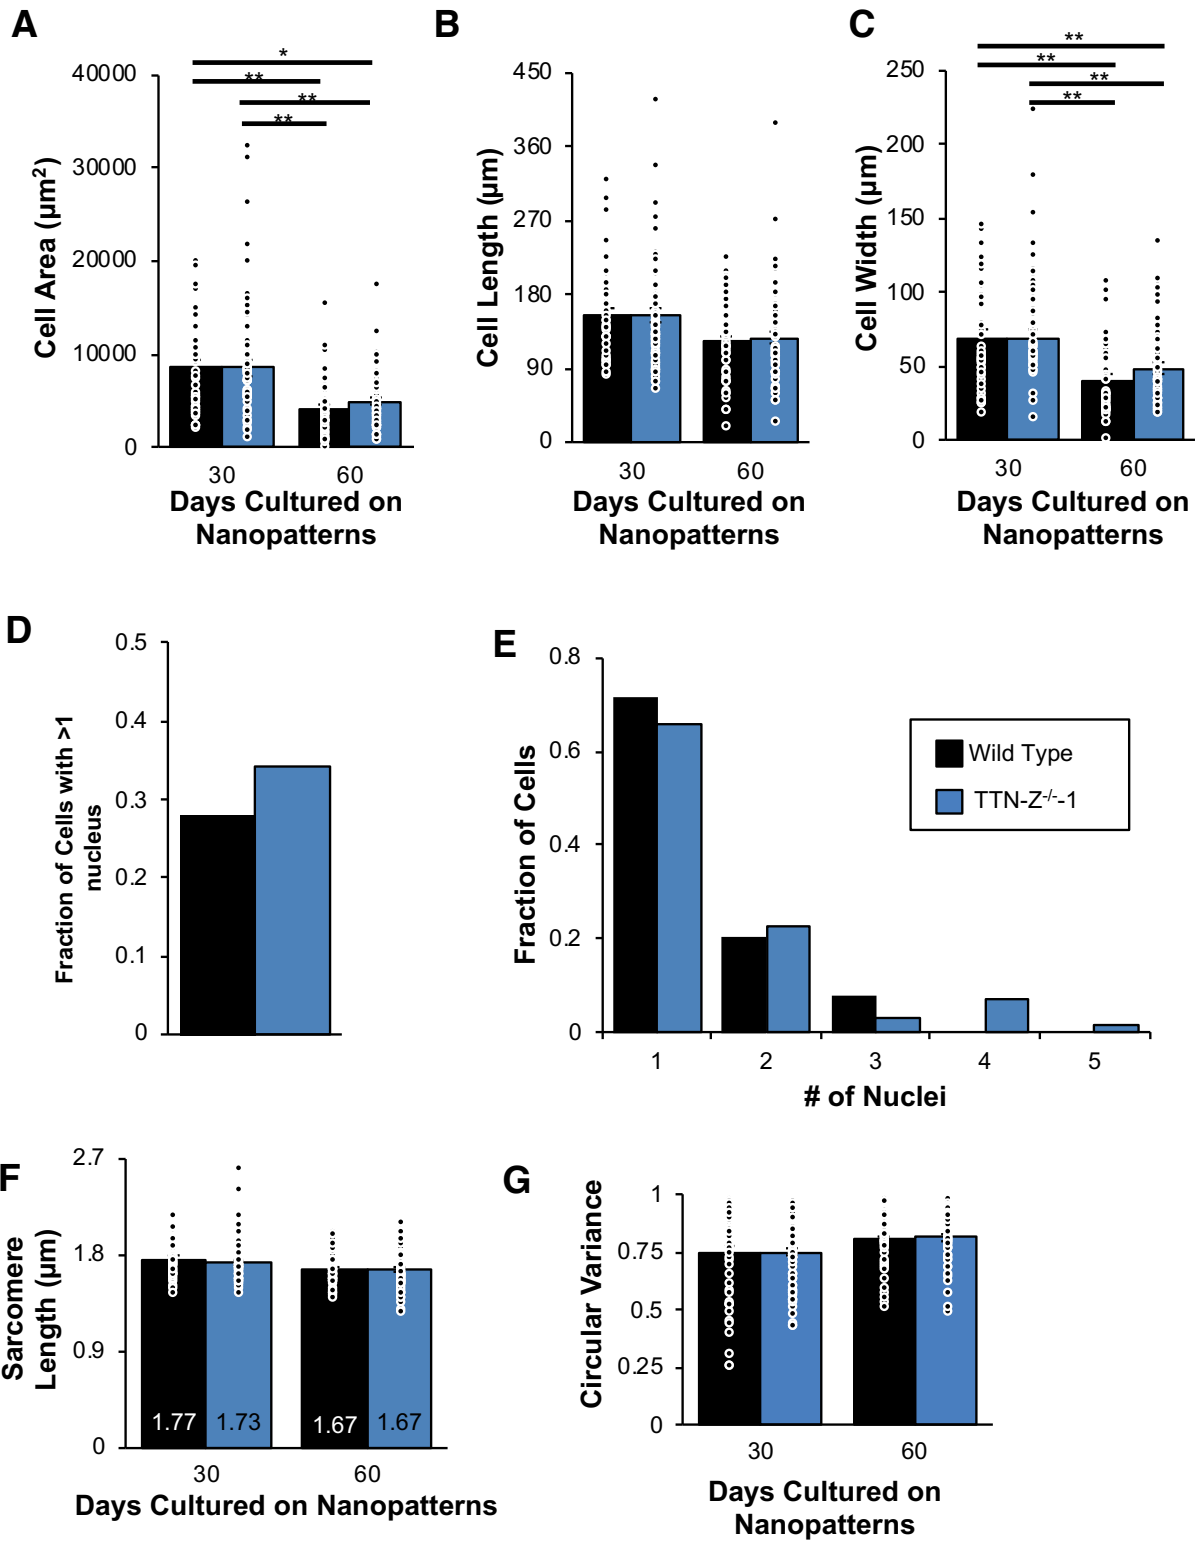 A
B
C
*
**
**
**
**
**
**
**
Cell Area (µm²)
40000
30000
20000
10000
0
30
60
Days Cultured on
Nanopatterns
Cell Length (µm)
450
360
270
180
90
0
30
60
Days Cultured on
Nanopatterns
Cell Width (µm)
250
200
150
100
50
0
30
60
Days Cultured on
Nanopatterns
D
Fraction of Cells with >1
nucleus
0.5
0.4
0.3
0.2
0.1
0
E
Fraction of Cells
0.8
0.6
0.4
0.2
0
1
2
3
4
5
# of Nuclei
Wild Type
TTN-Z⁻/⁻-1
F
Sarcomere
Length (µm)
2.7
1.8
0.9
0
1.77
1.73
1.67
1.67
30
60
Days Cultured on Nanopatterns
G
Circular Variance
1
0.75
0.5
0.25
0
30
60
Days Cultured on
Nanopatterns